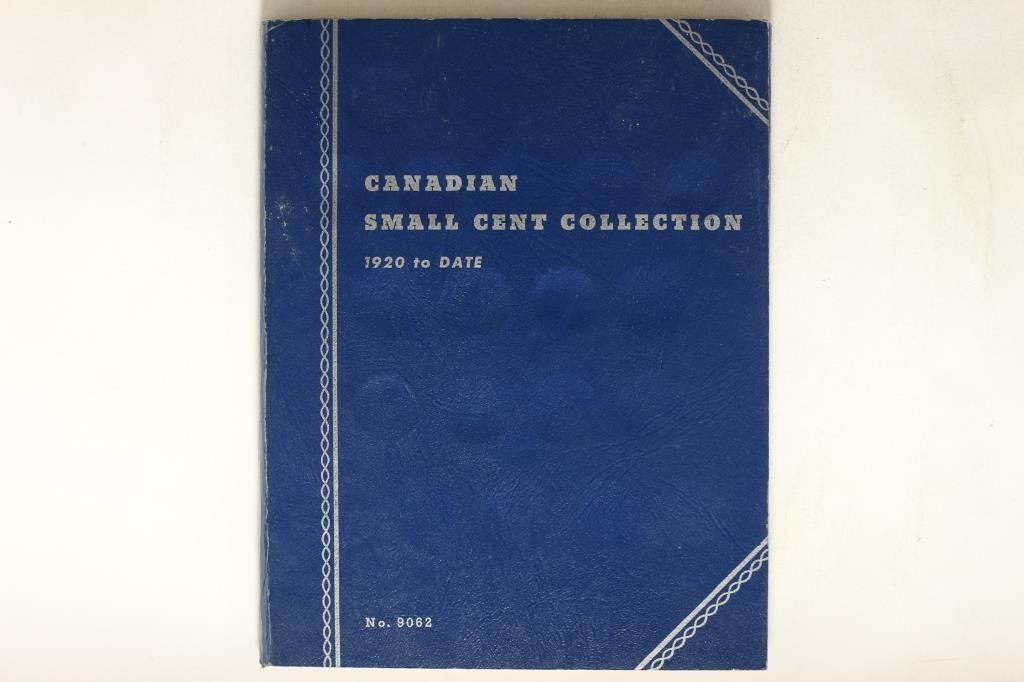 CANADIAN
SMALL CENT COLLECTION
1920 to DATE
No. 9062